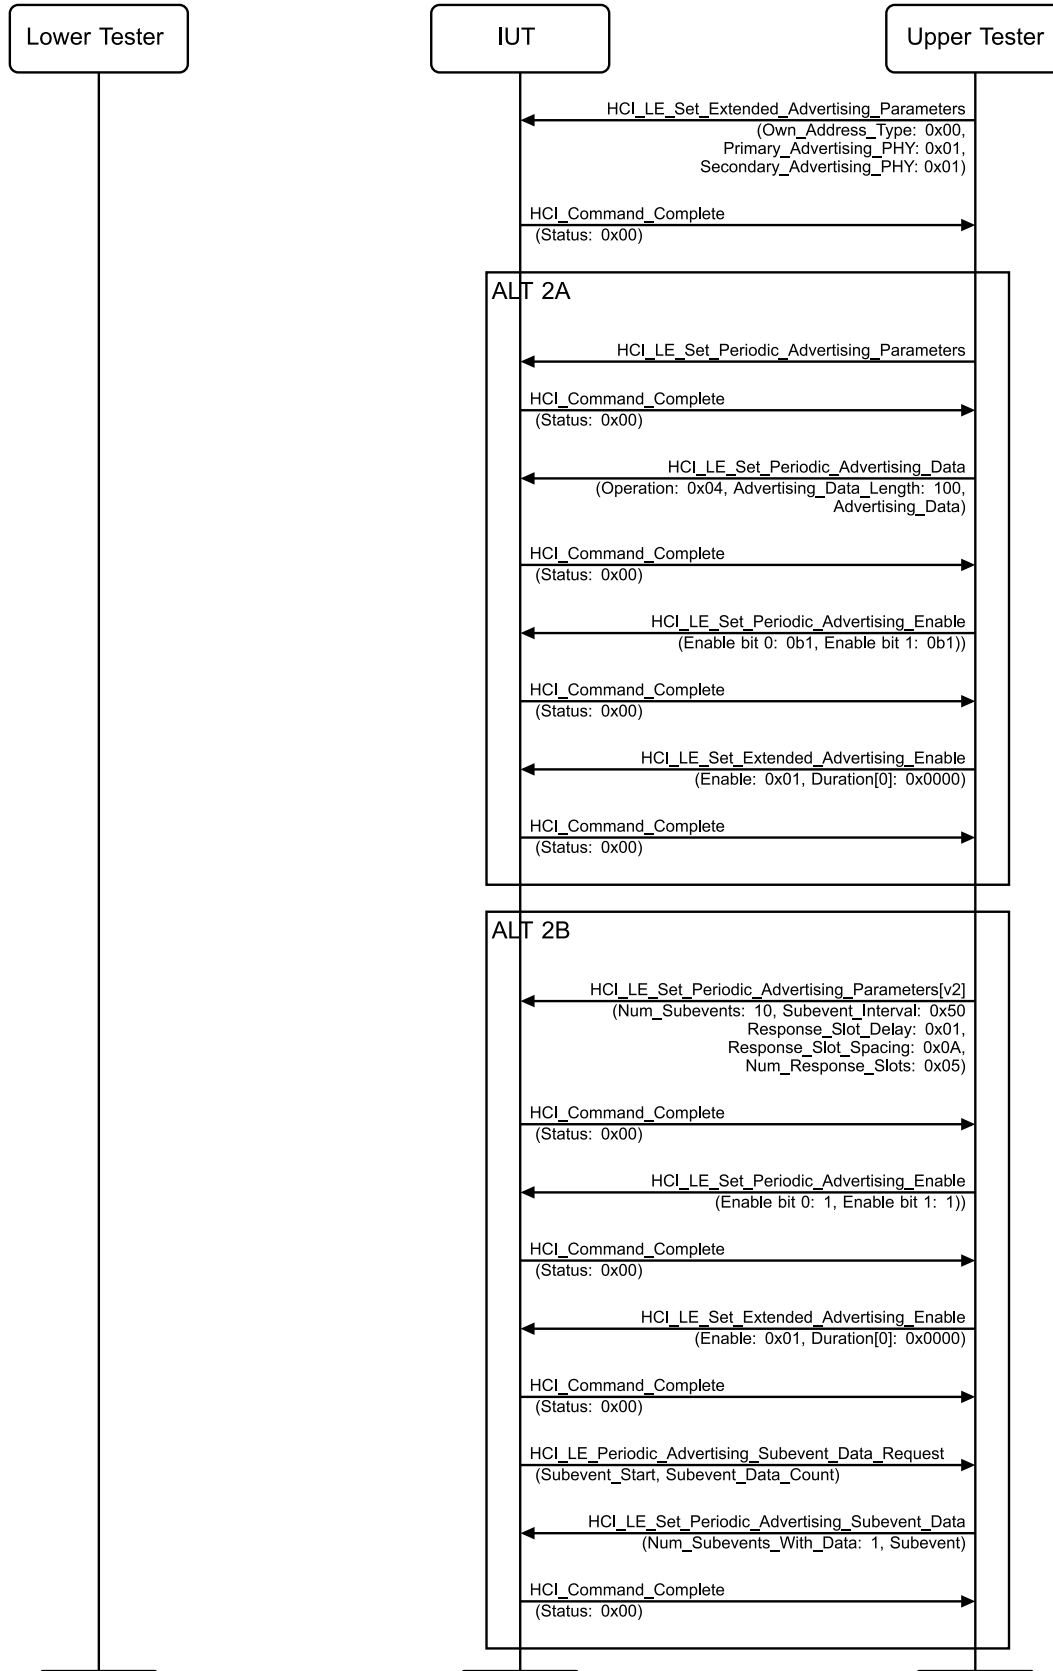 Lower Tester
IUT
Upper Tester
HCI_LE_Set_Extended_Advertising_Parameters
(Own_Address_Type: 0x00,
Primary_Advertising_PHY: 0x01,
Secondary_Advertising_PHY: 0x01)
HCI_Command_Complete
(Status: 0x00)
ALT 2A
HCI_LE_Set_Periodic_Advertising_Parameters
HCI_Command_Complete
(Status: 0x00)
HCI_LE_Set_Periodic_Advertising_Data
(Operation: 0x04, Advertising_Data_Length: 100,
Advertising_Data)
HCI_Command_Complete
(Status: 0x00)
HCI_LE_Set_Periodic_Advertising_Enable
(Enable bit 0: 0b1, Enable bit 1: 0b1))
HCI_Command_Complete
(Status: 0x00)
HCI_LE_Set_Extended_Advertising_Enable
(Enable: 0x01, Duration[0]: 0x0000)
HCI_Command_Complete
(Status: 0x00)
ALT 2B
HCI_LE_Set_Periodic_Advertising_Parameters[v2]
(Num_Subevents: 10, Subevent_Interval: 0x50
Response_Slot_Delay: 0x01,
Response_Slot_Spacing: 0x0A,
Num_Response_Slots: 0x05)
HCI_Command_Complete
(Status: 0x00)
HCI_LE_Set_Periodic_Advertising_Enable
(Enable bit 0: 1, Enable bit 1: 1))
HCI_Command_Complete
(Status: 0x00)
HCI_LE_Set_Extended_Advertising_Enable
(Enable: 0x01, Duration[0]: 0x0000)
HCI_Command_Complete
(Status: 0x00)
HCI_LE_Periodic_Advertising_Subevent_Data_Request
(Subevent_Start, Subevent_Data_Count)
HCI_LE_Set_Periodic_Advertising_Subevent_Data
(Num_Subevents_With_Data: 1, Subevent)
HCI_Command_Complete
(Status: 0x00)